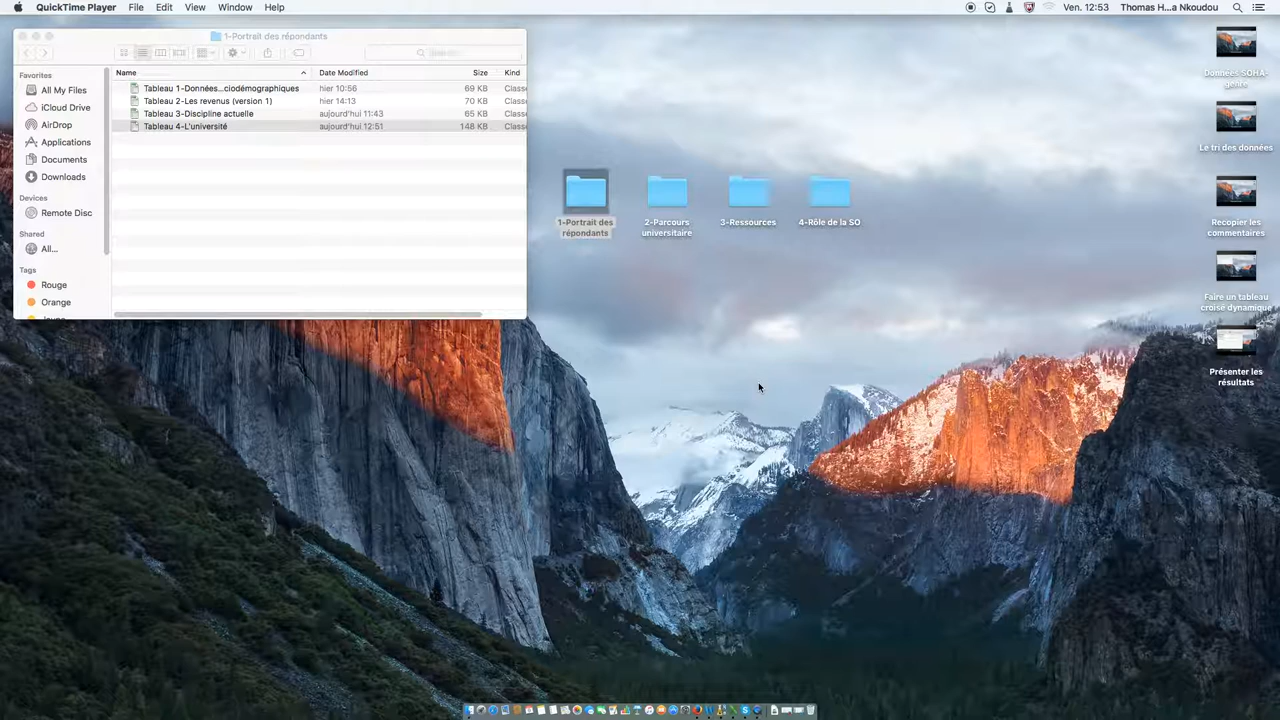 QuickTime Player File Edit View Window Help Ven. 12:53 Thomas H...a Nkoudou
1-Portrait des répondants
Favorites
All My Files
iCloud Drive
AirDrop
Applications
Documents
Downloads
Devices
Remote Disc
Shared
All...
Tags
Rouge
Orange
Name Date Modified Size Kind
Tableau 1-Données...ciodémographiques hier 10:56 69 KB Classe
Tableau 2-Les revenus (version 1) hier 14:13 70 KB Classe
Tableau 3-Discipline actuelle aujourd'hui 11:43 65 KB Classe
Tableau 4-L'université aujourd'hui 12:51 148 KB Classe
1-Portrait des
répondants
2-Parcours
universitaire
3-Ressources
4-Rôle de la SO
Données SOHA-
genre
Le tri des données
Recopier les
commentaires
Faire un tableau
croisé dynamique
Présenter les
résultats